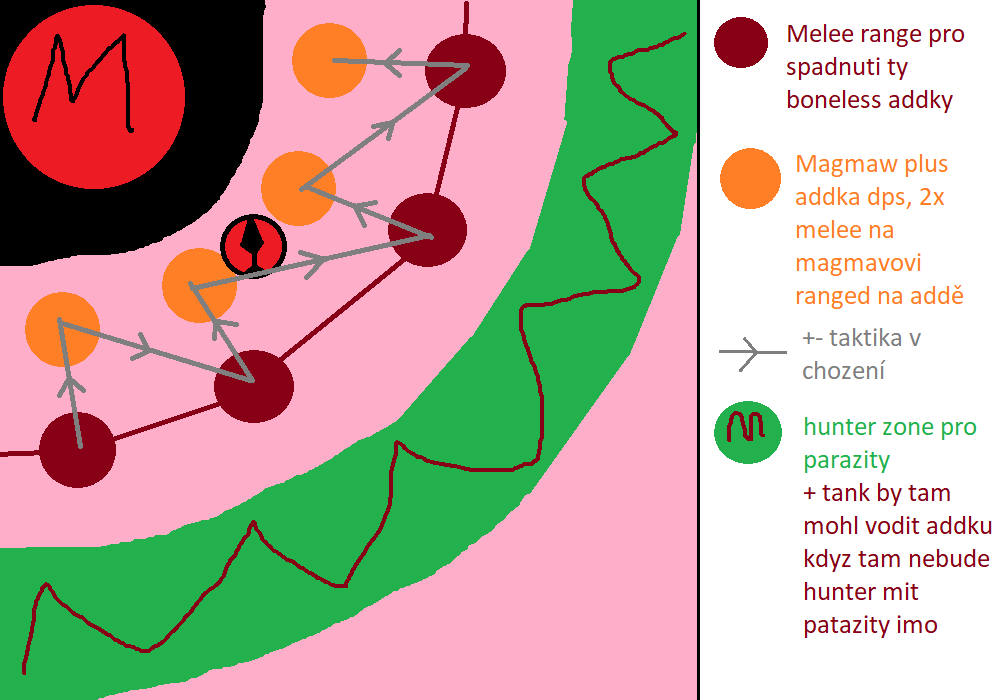 M
Melee range pro
spadnuti ty
boneless addky
Magmaw plus
addka dps, 2x
melee na
magmavovi
ranged na addě
+- taktika v
chození
hunter zone pro
parazity
+ tank by tam
mohl vodit addku
kdyz tam nebude
hunter mit
patazity imo